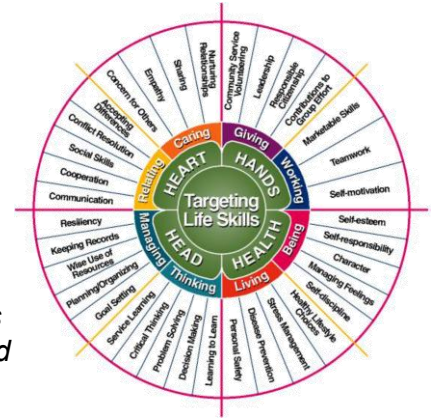 Targeting
Life Skills
HEART
HANDS
HEALTH
HEAD
Relating
Caring
Giving
Working
Being
Living
Thinking
Managing
Communication
Cooperation
Social Skills
Conflict Resolution
Accepting
Differences
Concern for Others
Empathy
Sharing
Nurturing
Relationships
Community Service
Volunteering
Leadership
Responsible
Citizenship
Contributions to
Group Effort
Marketable Skills
Teamwork
Self-motivation
Self-esteem
Self-responsibility
Character
Managing Feelings
Self-discipline
Healthy Lifestyle
Choices
Stress Management
Disease Prevention
Personal Safety
Learning to Learn
Decision Making
Problem Solving
Critical Thinking
Service Learning
Goal Setting
Planning/Organizing
Wise Use of
Resources
Keeping Records
Resiliency
s
d